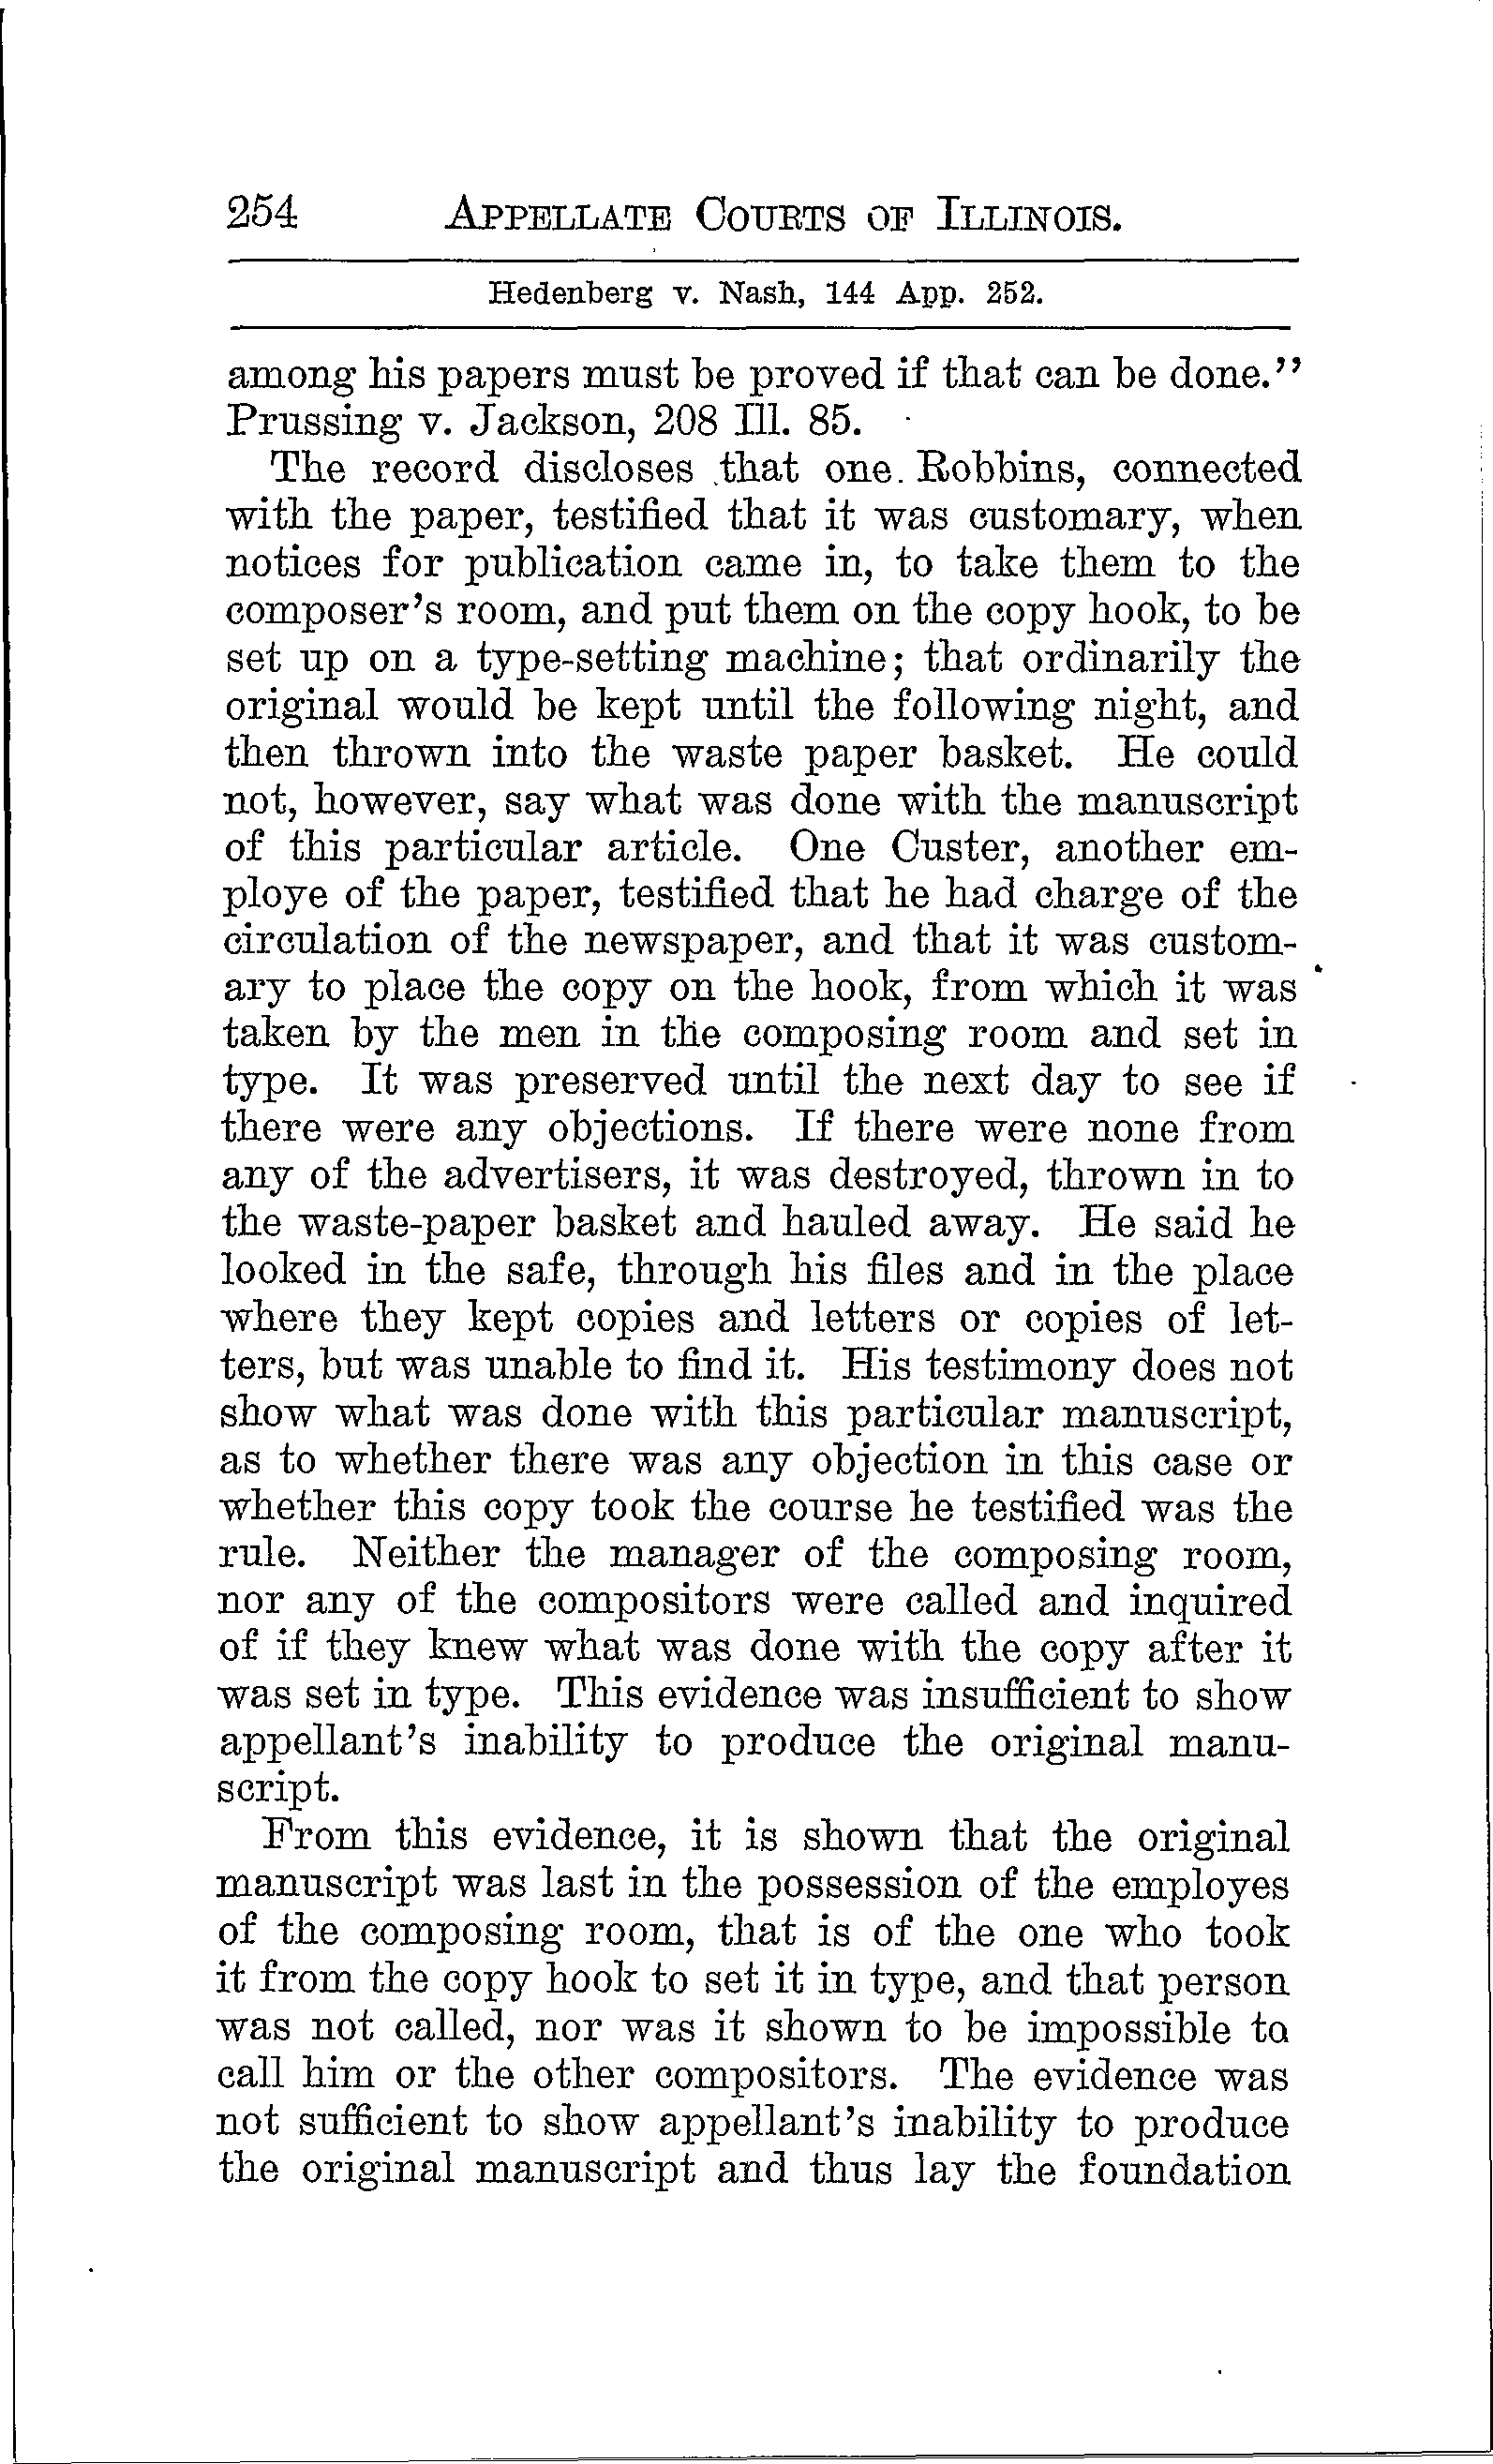 254 APPELLATE COURTS OF ILLINOIS.
Hedenberg v. Nash, 144 App. 252.
among his papers must be proved if that can be done.”
Prussing v. Jackson, 208 Ill. 85.
The record discloses that one Robbins, connected
with the paper, testified that it was customary, when
notices for publication came in, to take them to the
composer’s room, and put them on the copy hook, to be
set up on a type-setting machine; that ordinarily the
original would be kept until the following night, and
then thrown into the waste paper basket. He could
not, however, say what was done with the manuscript
of this particular article. One Custer, another em-
ploye of the paper, testified that he had charge of the
circulation of the newspaper, and that it was custom-
ary to place the copy on the hook, from which it was
taken by the men in the composing room and set in
type. It was preserved until the next day to see if
there were any objections. If there were none from
any of the advertisers, it was destroyed, thrown in to
the waste-paper basket and hauled away. He said he
looked in the safe, through his files and in the place
where they kept copies and letters or copies of let-
ters, but was unable to find it. His testimony does not
show what was done with this particular manuscript,
as to whether there was any objection in this case or
whether this copy took the course he testified was the
rule. Neither the manager of the composing room,
nor any of the compositors were called and inquired
of if they knew what was done with the copy after it
was set in type. This evidence was insufficient to show
appellant’s inability to produce the original manu-
script.
From this evidence, it is shown that the original
manuscript was last in the possession of the employes
of the composing room, that is of the one who took
it from the copy hook to set it in type, and that person
was not called, nor was it shown to be impossible to
call him or the other compositors. The evidence was
not sufficient to show appellant’s inability to produce
the original manuscript and thus lay the foundation